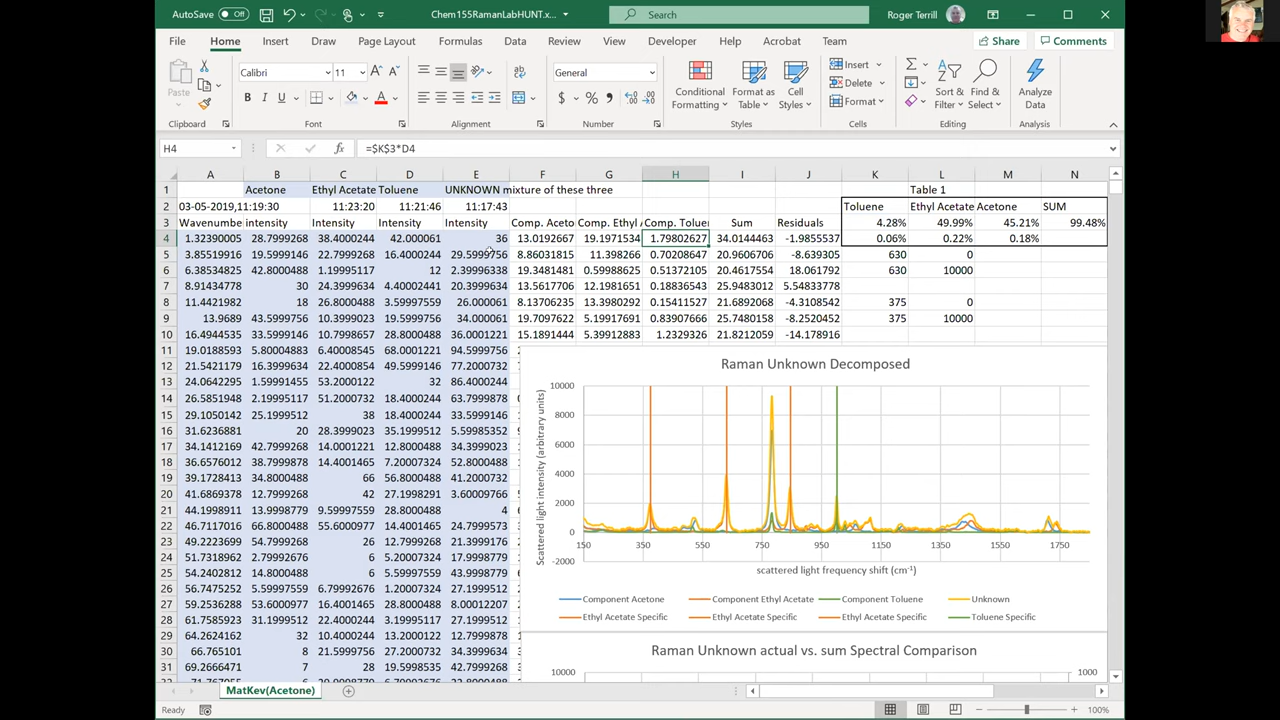 AutoSave Off Chem155RamanLabHUNT.x... Search Roger Terrill
File Home Insert Draw Page Layout Formulas Data Review View Developer Help Acrobat Team Share Comments
Paste Calibri 11 General Conditional Formatting Format as Table Cell Styles Insert Delete Format Sort & Filter Find & Select Analyze Data
Clipboard Font Alignment Number Styles Cells Editing Analysis
H4 fx =$K$3*D4
A B C D E F G H I J K L M N
1 Acetone Ethyl Acetate Toluene UNKNOWN mixture of these three Table 1
2 03-05-2019,11:19:30 11:23:20 11:21:46 11:17:43 Toluene Ethyl Acetate Acetone SUM
3 Wavenumbe intensity Intensity Intensity Intensity Comp. Aceto Comp. Ethyl Comp. Toluer Sum Residuals 4.28% 49.99% 45.21% 99.48%
4 1.32390005 28.7999268 38.4000244 42.000061 36 13.0192667 19.1971534 1.79802627 34.0144463 -1.9855537 0.06% 0.22% 0.18%
5 3.85519916 19.5999146 22.7999268 16.4000244 29.5999756 8.86031815 11.398266 0.70208647 20.9606706 -8.639305 630 0
6 6.38534825 42.8000488 1.19995117 12 2.39996338 19.3481481 0.59988625 0.51372105 20.4617554 18.061792 630 10000
7 8.91434778 30 24.3999634 4.40002441 20.3999634 13.5617706 12.1981651 0.18836543 25.9483012 5.54833778
8 11.4421982 18 26.8000488 3.59997559 26.000061 8.13706235 13.3980292 0.15411527 21.6892068 -4.3108542 375 0
9 13.9689 43.5999756 10.3999023 19.5999756 34.000061 19.7097622 5.19917691 0.83907666 25.7480158 -8.2520452 375 10000
10 16.4944535 33.5999146 10.7998657 28.8000488 36.0001221 15.1891444 5.39912883 1.2329346 21.8212059 -14.178916
11 19.0188593 5.80004883 6.40008545 68.0001221 94.5999756 2
12 21.5421179 16.3999634 22.4000854 49.5999146 77.2000732
13 24.0642295 1.59991455 53.2000122 32 86.4000244
14 26.5851948 2.19995117 51.2000732 18.4000244 63.7999878
15 29.1050142 25.1999512 38 18.4000244 33.5999146
16 31.6236881 20 28.3999023 35.1999512 5.59985352
17 34.1412169 42.7999268 14.0001221 12.8000488 34.3999023
18 36.6576012 38.7999878 14.4001465 7.20007324 52.8000488
19 39.1728413 31.4000244 66 56.8000488 41.2000732
20 41.6869378 12.7999268 42 27.1998291 3.60009766
21 44.1998911 13.9999023 9.59997559 28.8000488 4
22 46.7117016 66.8000488 55.6000977 14.4001465 24.7999573
23 49.2223699 54.7999268 6 22.4000244 21.3999176
24 51.7318962 2.79992676 6 5.20007324 17.9998779
25 54.2402811 14.8000488 6 5.59997559 43.9998779
26 56.7475252 5.59997559 6.79992676 1.20007324 27.1999512
27 59.2536288 53.6000977 16.4001465 28.8000488 8.00012207
28 61.7585923 31.1999512 22.4000244 3.19995117 27.1999512
29 64.2624162 32 10.4000244 13.2000122 12.7999878
30 66.765101 8 21.5999756 27.2000732 34.3999634
31 69.2666471 7 28 19.5998535 42.7999268
Raman Unknown Decomposed
Scattered light intensity (arbitrary units)
10000
8000
6000
4000
2000
0
-2000
150 350 550 750 950 1150 1350 1550 1750
scattered light frequency shift (cm⁻¹)
Component Acetone Component Ethyl Acetate Component Toluene Unknown
Ethyl Acetate Specific Ethyl Acetate Specific Ethyl Acetate Specific Toluene Specific
Raman Unknown actual vs. sum Spectral Comparison
10000 1000
MatKev(Acetone)
Ready 100%